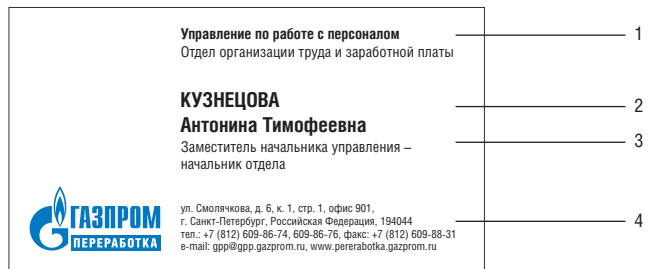 Управление по работе с персоналом
Отдел организации труда и заработной платы
1
КУЗНЕЦОВА
2
Антонина Тимофеевна
Заместитель начальника управления –
3
начальник отдела
ГАЗПРОМ
ПЕРЕРАБОТКА
ул. Смолячкова, д. 6, к. 1, стр. 1, офис 901,
г. Санкт-Петербург, Российская Федерация, 194044
4
тел.: +7 (812) 609-86-74, 609-86-76, факс: +7 (812) 609-88-31
e-mail: gpp@gpp.gazprom.ru, www.pererabotka.gazprom.ru